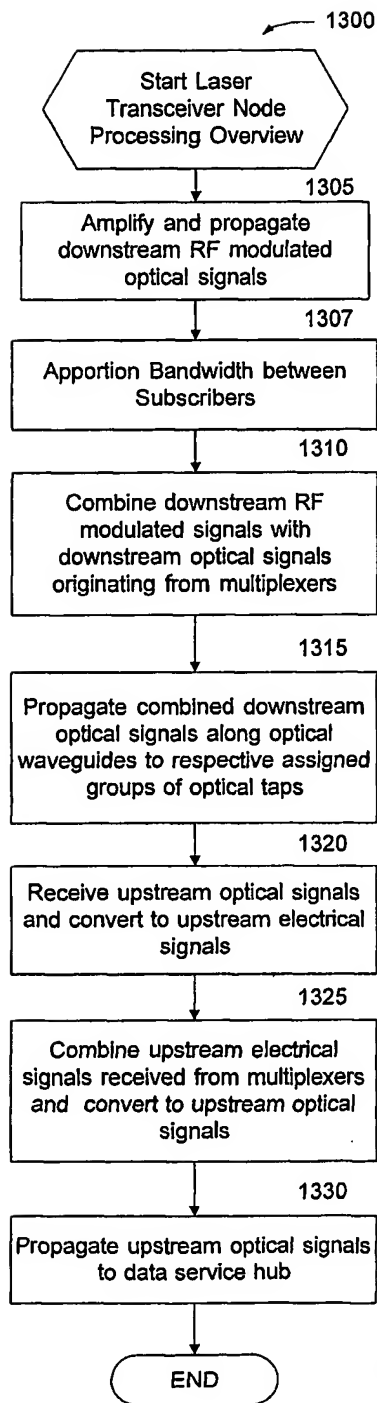 1300
Start Laser
Transceiver Node
Processing Overview
1305
Amplify and propagate
downstream RF modulated
optical signals
1307
Apportion Bandwidth between
Subscribers
1310
Combine downstream RF
modulated signals with
downstream optical signals
originating from multiplexers
1315
Propagate combined downstream
optical signals along optical
waveguides to respective assigned
groups of optical taps
1320
Receive upstream optical signals
and convert to upstream electrical
signals
1325
Combine upstream electrical
signals received from multiplexers
and convert to upstream optical
signals
1330
Propagate upstream optical signals
to data service hub
END